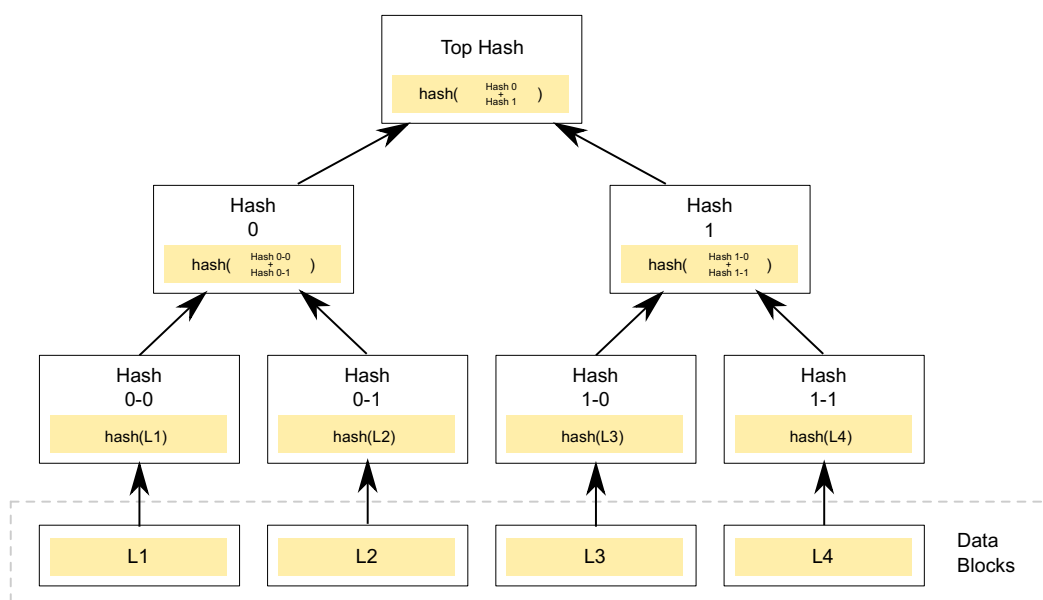 Top Hash
hash( Hash 0 + Hash 1 )
Hash
0
hash( Hash 0-0 + Hash 0-1 )
Hash
1
hash( Hash 1-0 + Hash 1-1 )
Hash
0-0
hash(L1)
Hash
0-1
hash(L2)
Hash
1-0
hash(L3)
Hash
1-1
hash(L4)
L1
L2
L3
L4
Data
Blocks